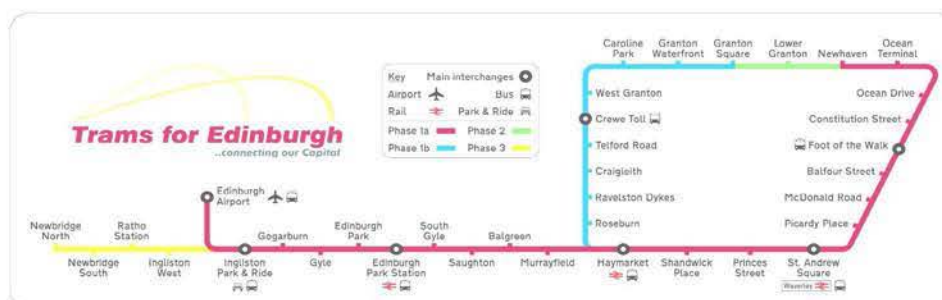 Trams for Edinburgh
...connecting our Capital
Key Main interchanges
Airport Bus
Rail Park & Ride
Phase 1a Phase 2
Phase 1b Phase 3
Caroline
Park
Granton
Waterfront
Granton
Square
Lower
Granton
Newhaven
Ocean
Terminal
West Granton
Crewe Toll
Telford Road
Craigleith
Ravelston Dykes
Roseburn
Ocean Drive
Constitution Street
Foot of the Walk
Balfour Street
McDonald Road
Picardy Place
Edinburgh
Airport
Newbridge
North
Ratho
Station
Gogarburn
Edinburgh
Park
South
Gyle
Balgreen
Newbridge
South
Ingliston
West
Ingliston
Park & Ride
Gyle
Edinburgh
Park Station
Saughton
Murrayfield
Haymarket
Shandwick
Place
Princes
Street
St. Andrew
Square
Waverley